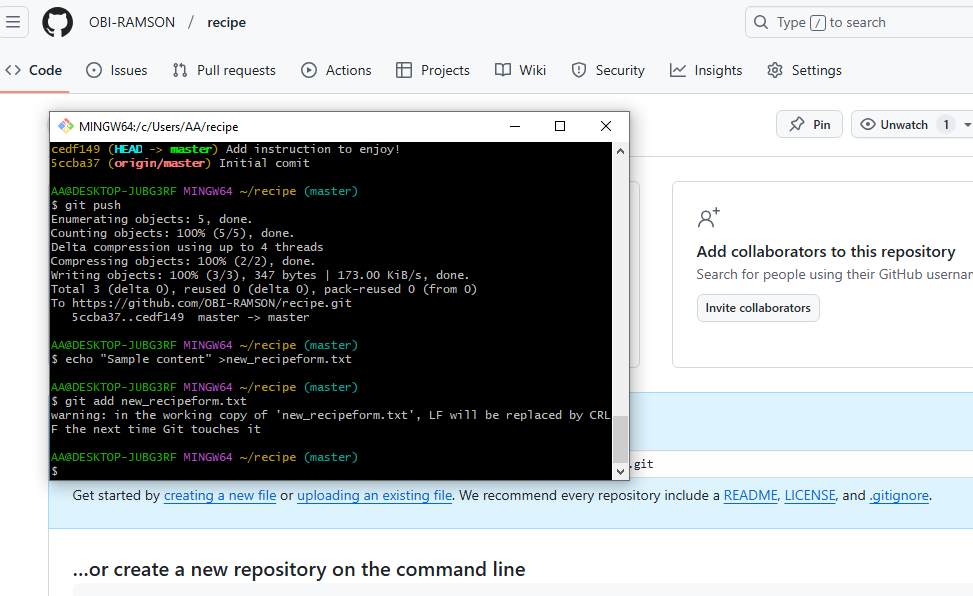 OBI-RAMSON / recipe
Type / to search
Code Issues Pull requests Actions Projects Wiki Security Insights Settings
MINGW64:/c/Users/AA/recipe
cedf149 (HEAD -> master) Add instruction to enjoy!
5ccba37 (origin/master) Initial comit
AA@DESKTOP-JUBG3RF MINGW64 ~/recipe (master)
$ git push
Enumerating objects: 5, done.
Counting objects: 100% (5/5), done.
Delta compression using up to 4 threads
Compressing objects: 100% (2/2), done.
Writing objects: 100% (3/3), 347 bytes | 173.00 KiB/s, done.
Total 3 (delta 0), reused 0 (delta 0), pack-reused 0 (from 0)
To https://github.com/OBI-RAMSON/recipe.git
5ccba37..cedf149 master -> master
AA@DESKTOP-JUBG3RF MINGW64 ~/recipe (master)
$ echo "Sample content" >new_recipeform.txt
AA@DESKTOP-JUBG3RF MINGW64 ~/recipe (master)
$ git add new_recipeform.txt
warning: in the working copy of 'new_recipeform.txt', LF will be replaced by CRL
F the next time Git touches it
AA@DESKTOP-JUBG3RF MINGW64 ~/recipe (master)
$
Pin Unwatch 1
Add collaborators to this repository
Search for people using their GitHub usernam
Invite collaborators
.git
Get started by creating a new file or uploading an existing file. We recommend every repository include a README, LICENSE, and .gitignore.
...or create a new repository on the command line